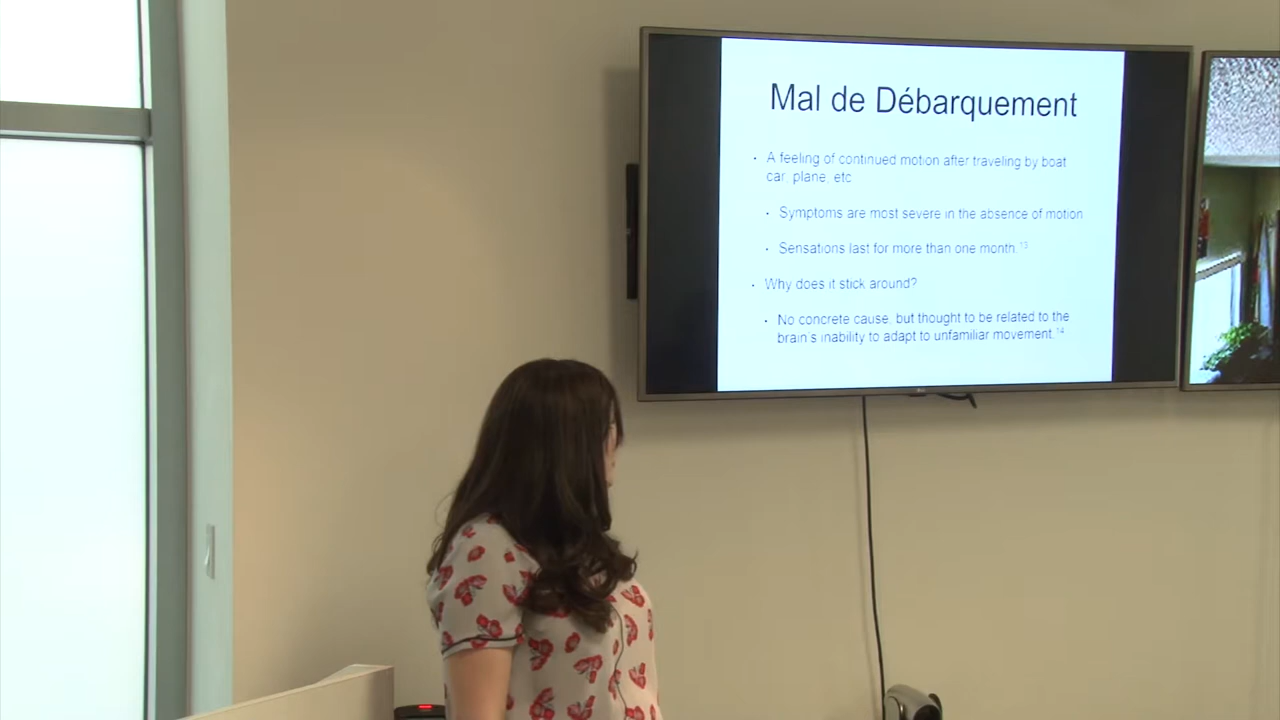 Mal de Débarquement
· A feeling of continued motion after traveling by boat
car, plane, etc
· Symptoms are most severe in the absence of motion
· Sensations last for more than one month.13
· Why does it stick around?
· No concrete cause, but thought to be related to the
brain's inability to adapt to unfamiliar movement.14